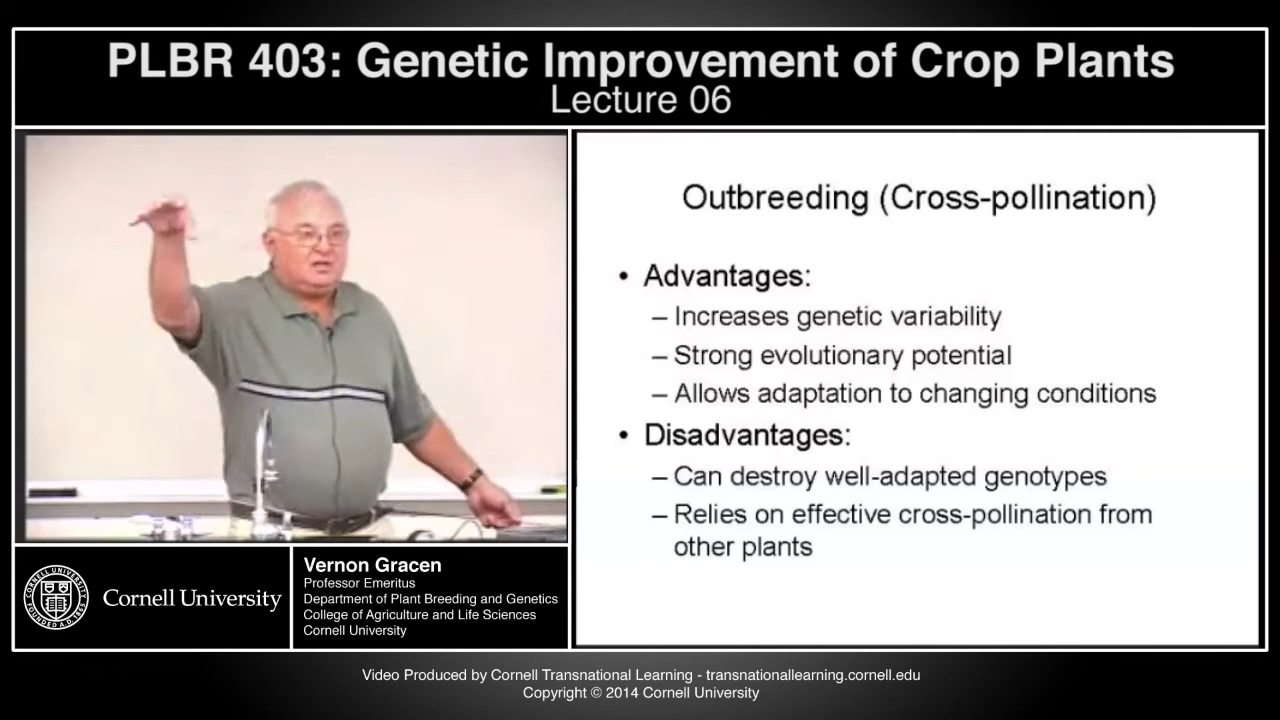 PLBR 403: Genetic Improvement of Crop Plants
Lecture 06
Outbreeding (Cross-pollination)
• Advantages:
– Increases genetic variability
– Strong evolutionary potential
– Allows adaptation to changing conditions
• Disadvantages:
– Can destroy well-adapted genotypes
– Relies on effective cross-pollination from
other plants
Cornell University
Vernon Gracen
Professor Emeritus
Department of Plant Breeding and Genetics
College of Agriculture and Life Sciences
Cornell University
Video Produced by Cornell Transnational Learning - transnationallearning.cornell.edu
Copyright © 2014 Cornell University